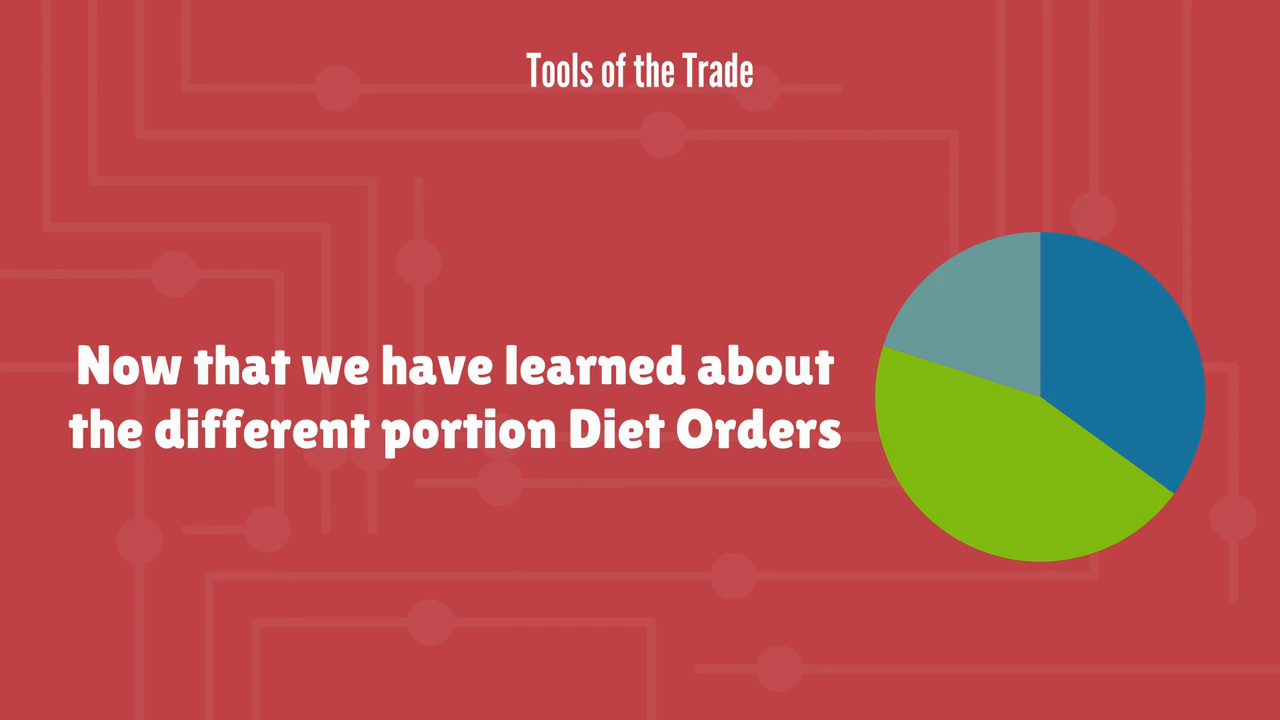 Tools of the Trade
Now that we have learned about
the different portion Diet Orders